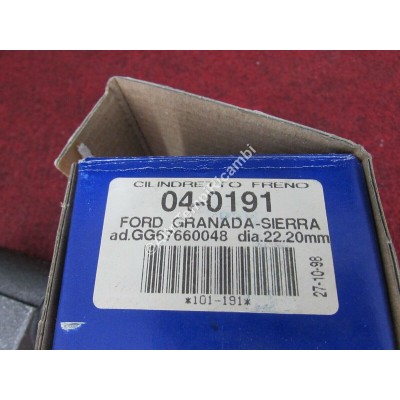 CILINDRETTO FRENO
04-0191
FORD GRANADA-SIERRA
ad.GG67660048 dia.22.20mm
*101-191*
27-10-98